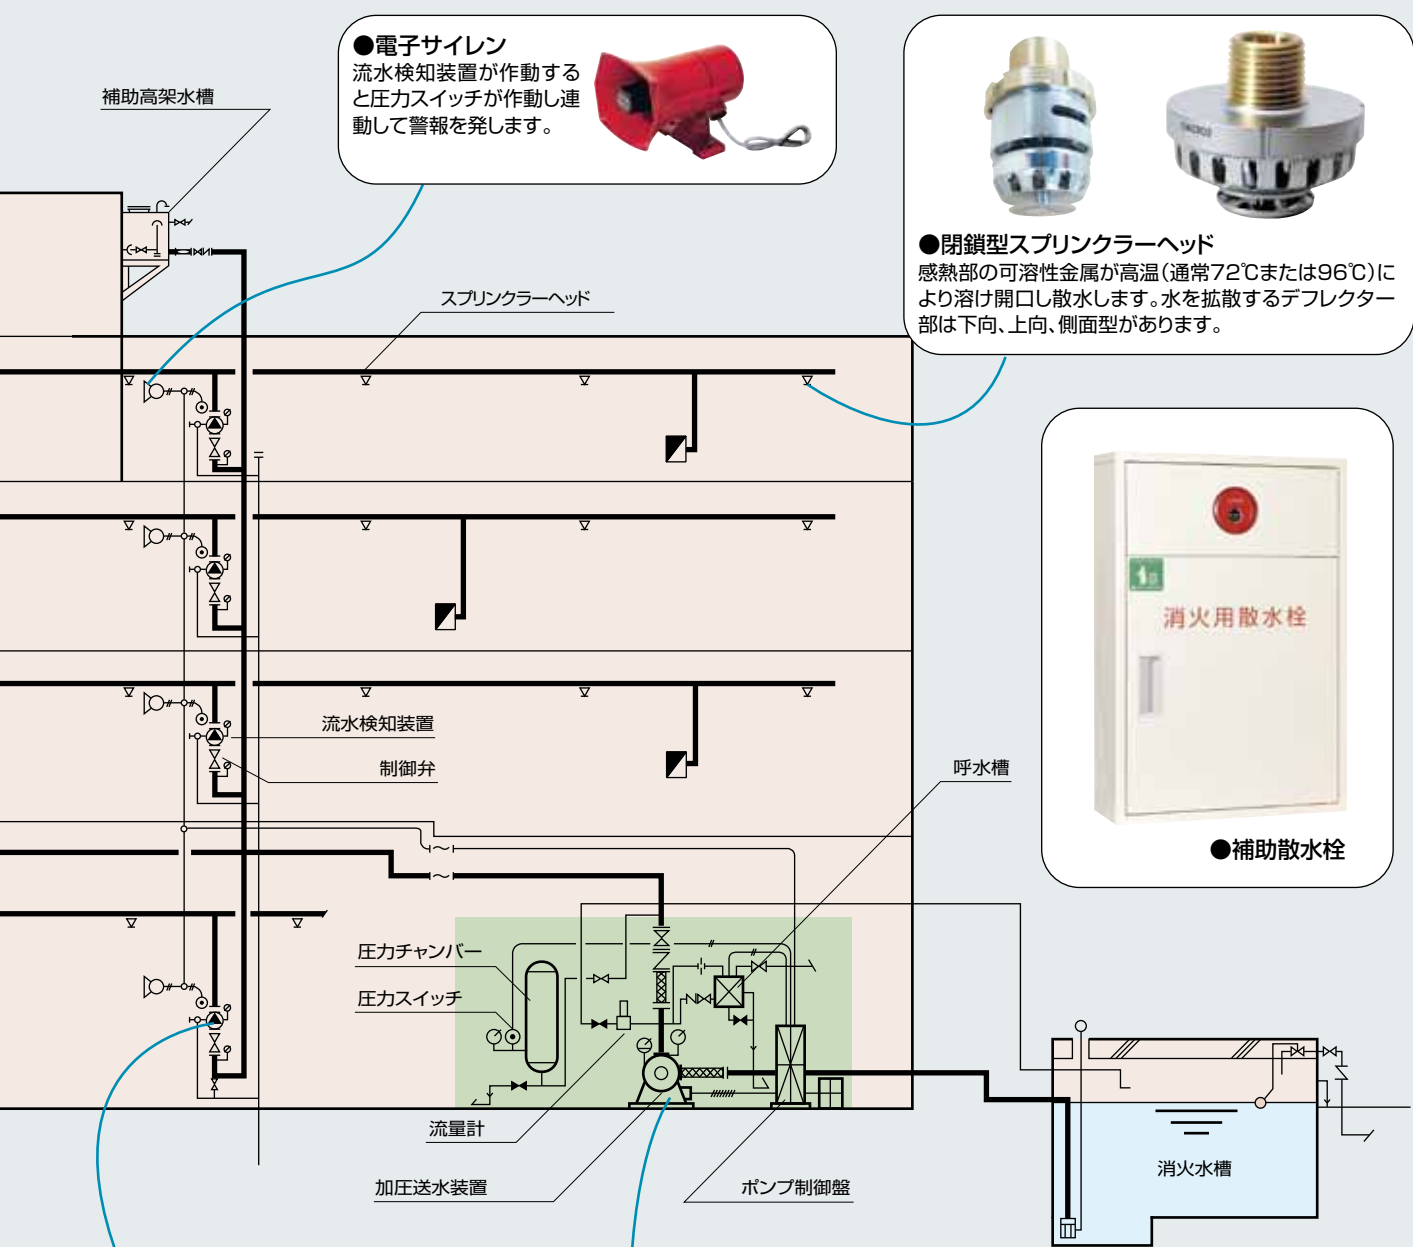 ●電子サイレン
流水検知装置が作動する
と圧力スイッチが作動し連
動して警報を発します。
補助高架水槽
●閉鎖型スプリンクラーヘッド
感熱部の可溶性金属が高温(通常72℃または96℃)に
より溶け開口し散水します。水を拡散するデフレクター
部は下向、上向、側面型があります。
スプリンクラーヘッド
消火用散水栓
●補助散水栓
流水検知装置
制御弁
呼水槽
圧力チャンバー
圧力スイッチ
流量計
加圧送水装置
ポンプ制御盤
消火水槽